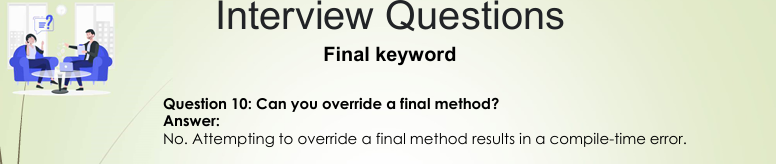 Interview Questions
Final keyword
Question 10: Can you override a final method?
Answer:
No. Attempting to override a final method results in a compile-time error.